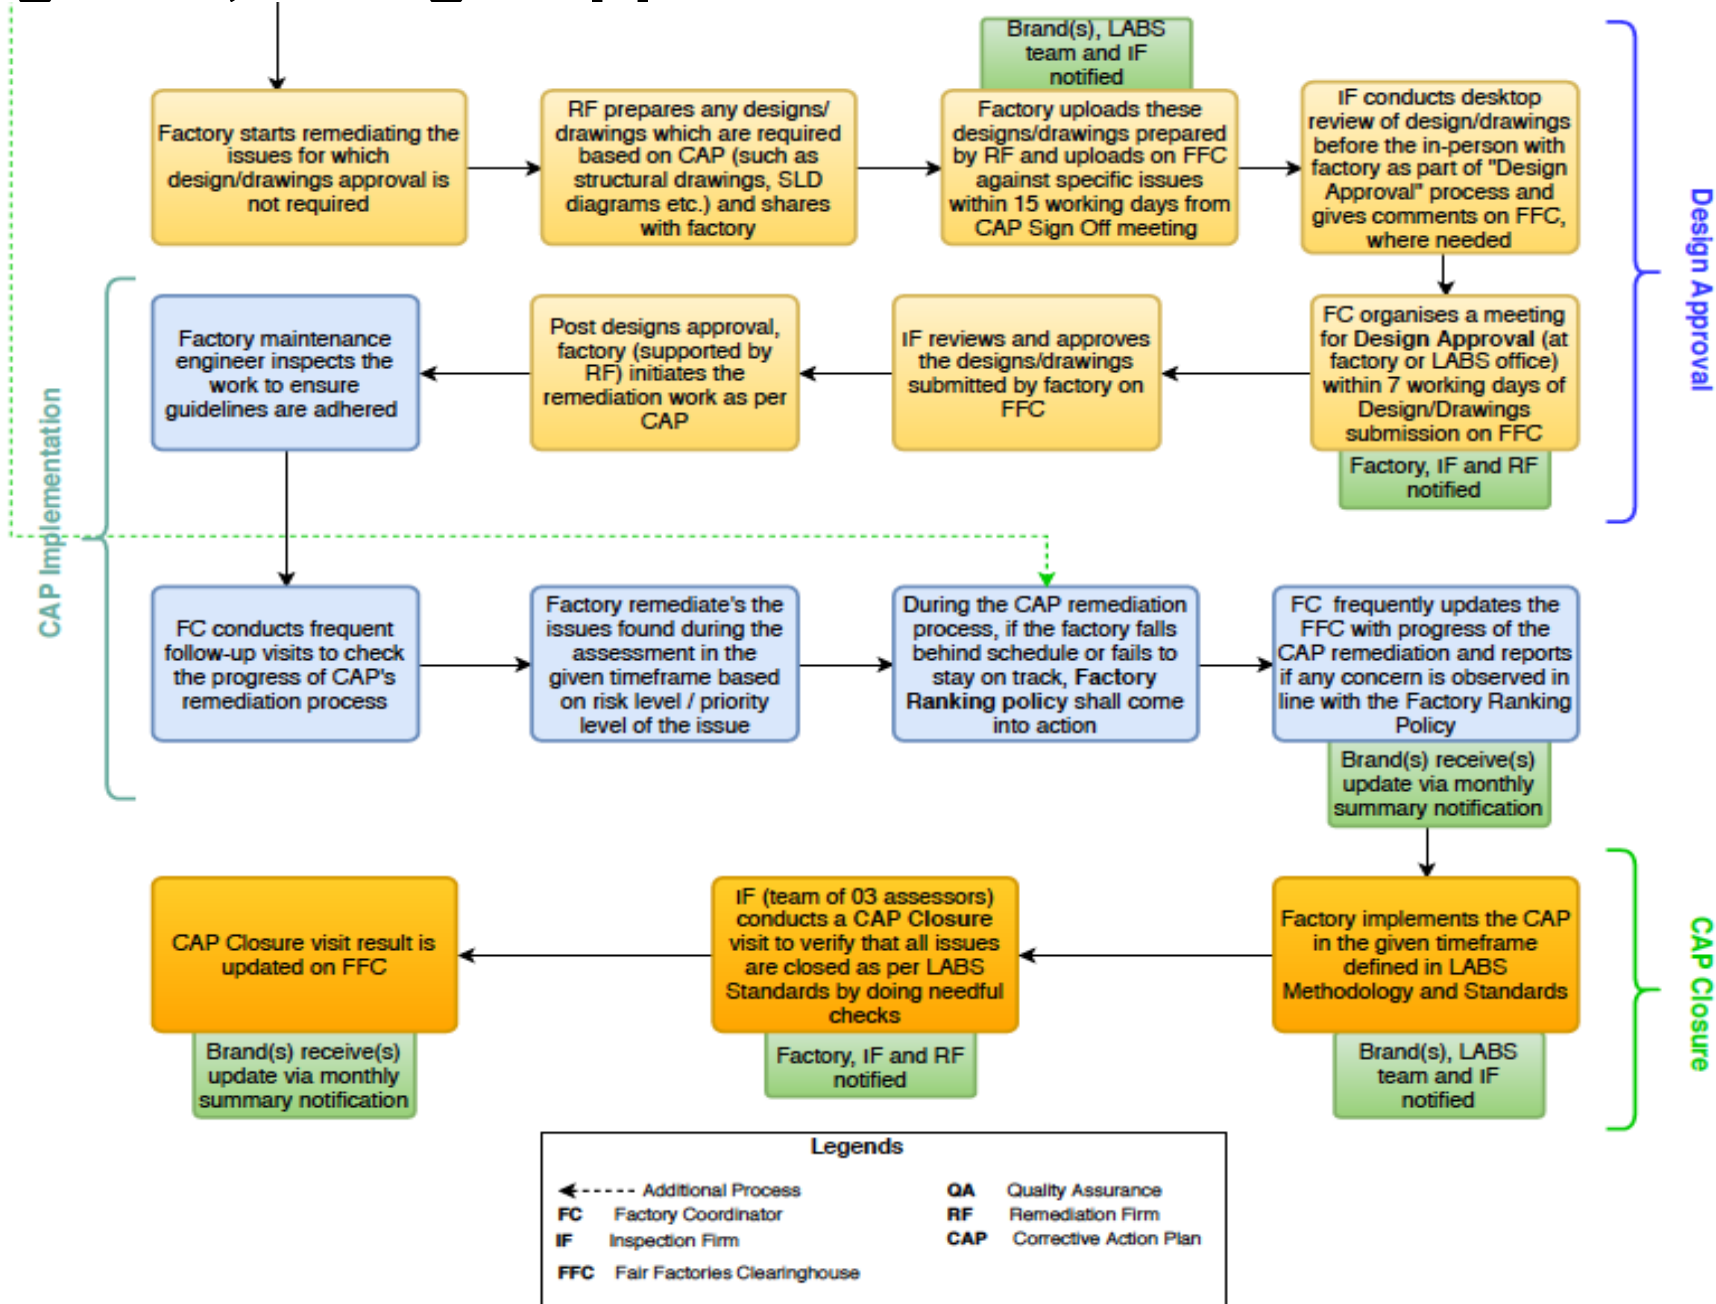 Brand(s), LABS
team and IF
notified
Factory starts remediating the
issues for which
design/drawings approval is
not required
RF prepares any designs/
drawings which are required
based on CAP (such as
structural drawings, SLD
diagrams etc.) and shares
with factory
Factory uploads these
designs/drawings prepared
by RF and uploads on FFC
against specific issues
within 15 working days from
CAP Sign Off meeting
IF conducts desktop
review of design/drawings
before the in-person with
factory as part of "Design
Approval" process and
gives comments on FFC,
where needed
Design Approval
FC organises a meeting
for Design Approval (at
factory or LABS office)
within 7 working days of
Design/Drawings
submission on FFC
Factory, IF and RF
notified
IF reviews and approves
the designs/drawings
submitted by factory on
FFC
Post designs approval,
factory (supported by
RF) initiates the
remediation work as per
CAP
Factory maintenance
engineer inspects the
work to ensure
guidelines are adhered
CAP Implementation
FC conducts frequent
follow-up visits to check
the progress of CAP's
remediation process
Factory remediate's the
issues found during the
assessment in the
given timeframe based
on risk level / priority
level of the issue
During the CAP remediation
process, if the factory falls
behind schedule or fails to
stay on track, Factory
Ranking policy shall come
into action
FC frequently updates the
FFC with progress of the
CAP remediation and reports
if any concern is observed in
line with the Factory Ranking
Policy
Brand(s) receive(s)
update via monthly
summary notification
Factory implements the CAP
in the given timeframe
defined in LABS
Methodology and Standards
Brand(s), LABS
team and IF
notified
CAP Closure
IF (team of 03 assessors)
conducts a CAP Closure
visit to verify that all issues
are closed as per LABS
Standards by doing needful
checks
Factory, IF and RF
notified
CAP Closure visit result is
updated on FFC
Brand(s) receive(s)
update via monthly
summary notification
Legends
Additional Process
FC Factory Coordinator
IF Inspection Firm
FFC Fair Factories Clearinghouse
QA Quality Assurance
RF Remediation Firm
CAP Corrective Action Plan